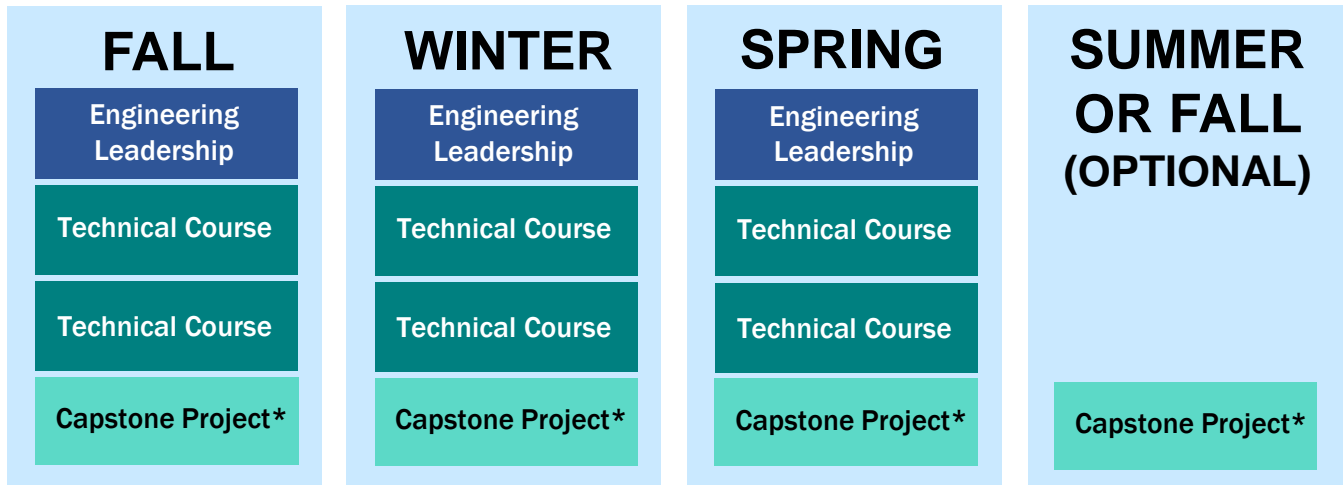 FALL
Engineering
Leadership
Technical Course
Technical Course
Capstone Project*
WINTER
Engineering
Leadership
Technical Course
Technical Course
Capstone Project*
SPRING
Engineering
Leadership
Technical Course
Technical Course
Capstone Project*
SUMMER
OR FALL
(OPTIONAL)
Capstone Project*